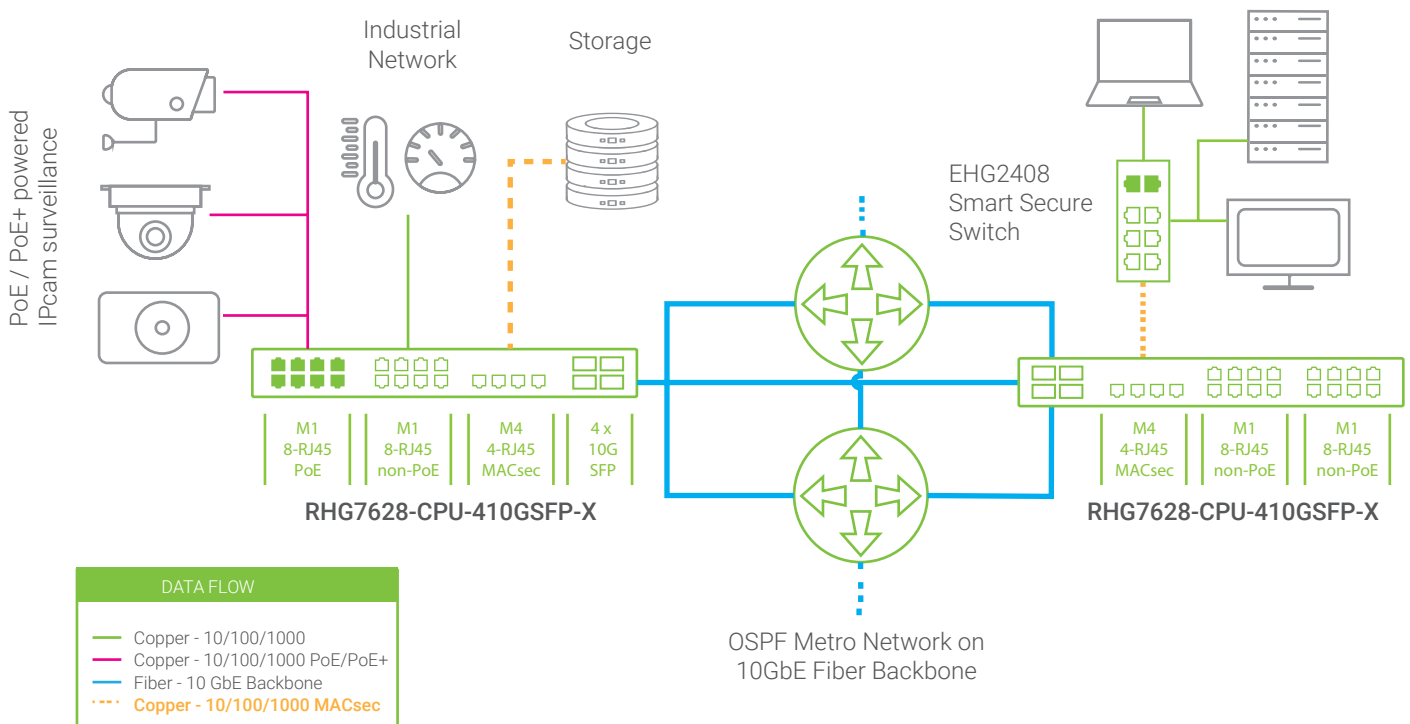 PoE / PoE+ powered
IPcam surveillance
Industrial
Network
Storage
EHG2408
Smart Secure
Switch
M1
8-RJ45
PoE
M1
8-RJ45
non-PoE
M4
4-RJ45
MACsec
4 x
10G
SFP
RHG7628-CPU-410GSFP-X
M4
4-RJ45
MACsec
M1
8-RJ45
non-PoE
M1
8-RJ45
non-PoE
RHG7628-CPU-410GSFP-X
OSPF Metro Network on
10GbE Fiber Backbone
DATA FLOW
Copper - 10/100/1000
Copper - 10/100/1000 PoE/PoE+
Fiber - 10 GbE Backbone
Copper - 10/100/1000 MACsec